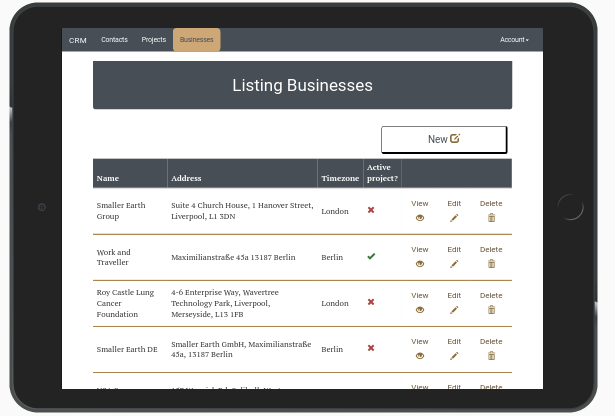 CRM Contacts Projects Businesses Account
Listing Businesses
New
Name Address Timezone Active project?
Smaller Earth Group
Suite 4 Church House, 1 Hanover Street,
Liverpool, L1 3DN
London
View Edit Delete
Work and Traveller
Maximilianstraße 45a 13187 Berlin
Berlin
View Edit Delete
Roy Castle Lung
Cancer
Foundation
4-6 Enterprise Way, Wavertree
Technology Park, Liverpool,
Merseyside, L13 1FB
London
View Edit Delete
Smaller Earth DE
Smaller Earth GmbH, Maximilianstraße
45a, 13187 Berlin
Berlin
View Edit Delete
View Edit Delete